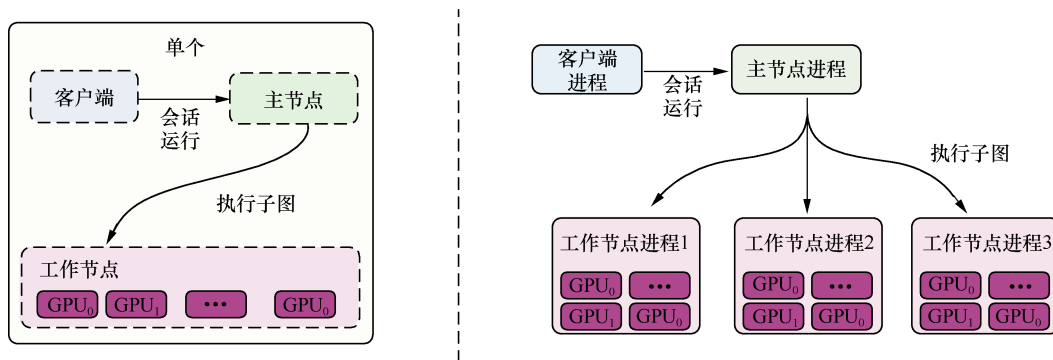 单个
客户端
会话
运行
主节点
执行子图
工作节点
GPU₀
GPU₁
•••
GPU₀
客户端
进程
会话
运行
主节点进程
执行子图
工作节点进程1
GPU₀ •••
GPU₁ GPU₀
工作节点进程2
GPU₀ •••
GPU₁ GPU₀
工作节点进程3
GPU₀ •••
GPU₁ GPU₀